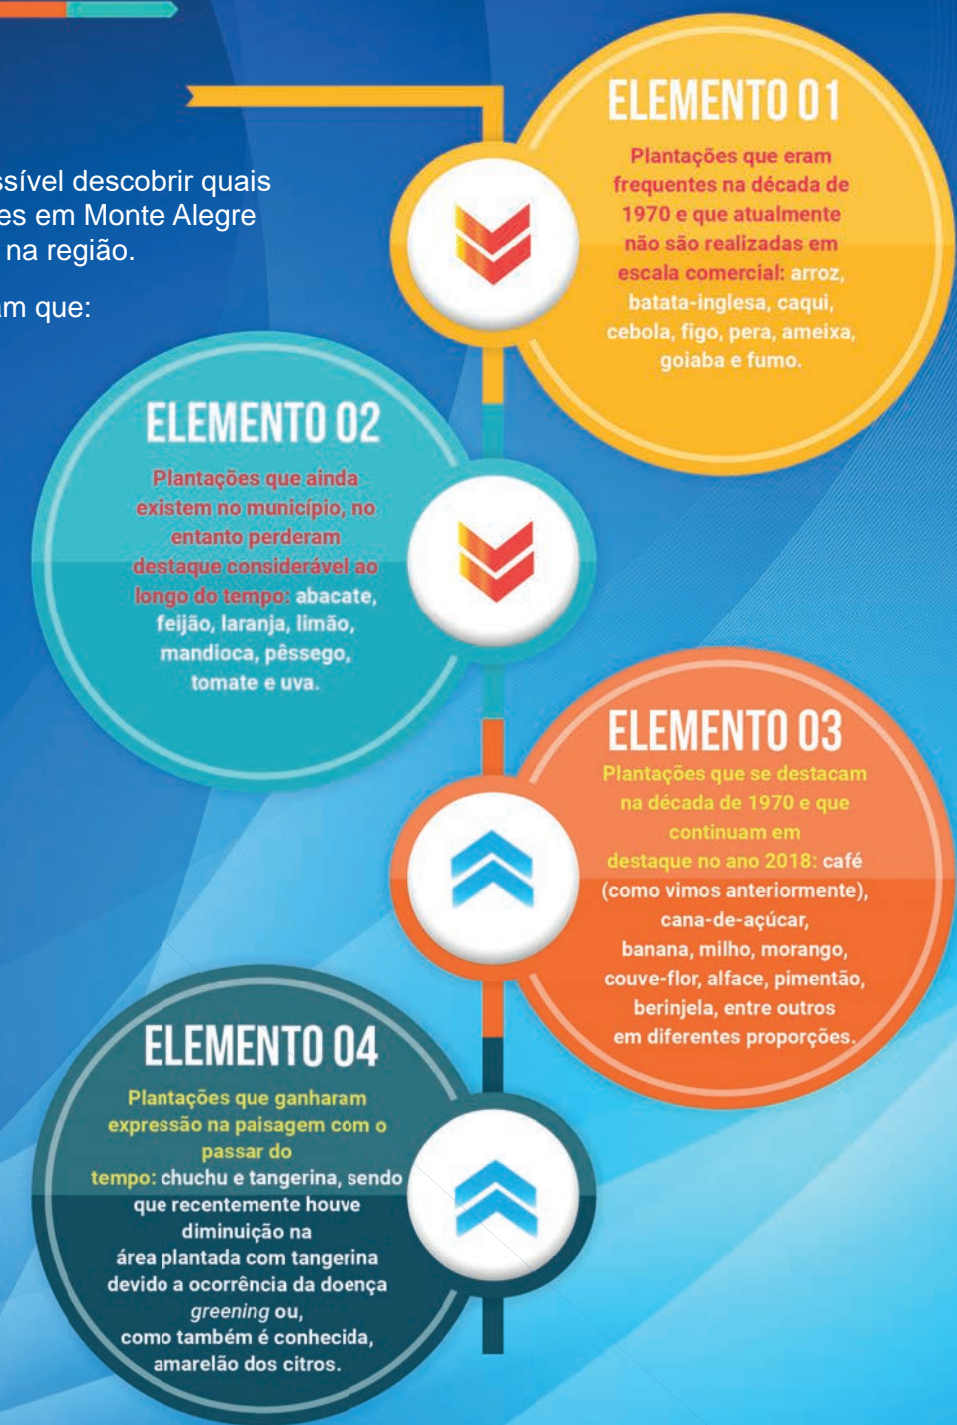 ssível descobrir quais
es em Monte Alegre
na região.
am que:
ELEMENTO 01
Plantações que eram
frequentes na década de
1970 e que atualmente
não são realizadas em
escala comercial: arroz,
batata-inglesa, caqui,
cebola, figo, pera, ameixa,
goiaba e fumo.
ELEMENTO 02
Plantações que ainda
existem no município, no
entanto perderam
destaque considerável ao
longo do tempo: abacate,
feijão, laranja, limão,
mandioca, pêssego,
tomate e uva.
ELEMENTO 03
Plantações que se destacam
na década de 1970 e que
continuam em
destaque no ano 2018: café
(como vimos anteriormente),
cana-de-açúcar,
banana, milho, morango,
couve-flor, alface, pimentão,
berinjela, entre outros
em diferentes proporções.
ELEMENTO 04
Plantações que ganharam
expressão na paisagem com o
passar do
tempo: chuchu e tangerina, sendo
que recentemente houve
diminuição na
área plantada com tangerina
devido a ocorrência da doença
greening ou,
como também é conhecida,
amarelão dos citros.